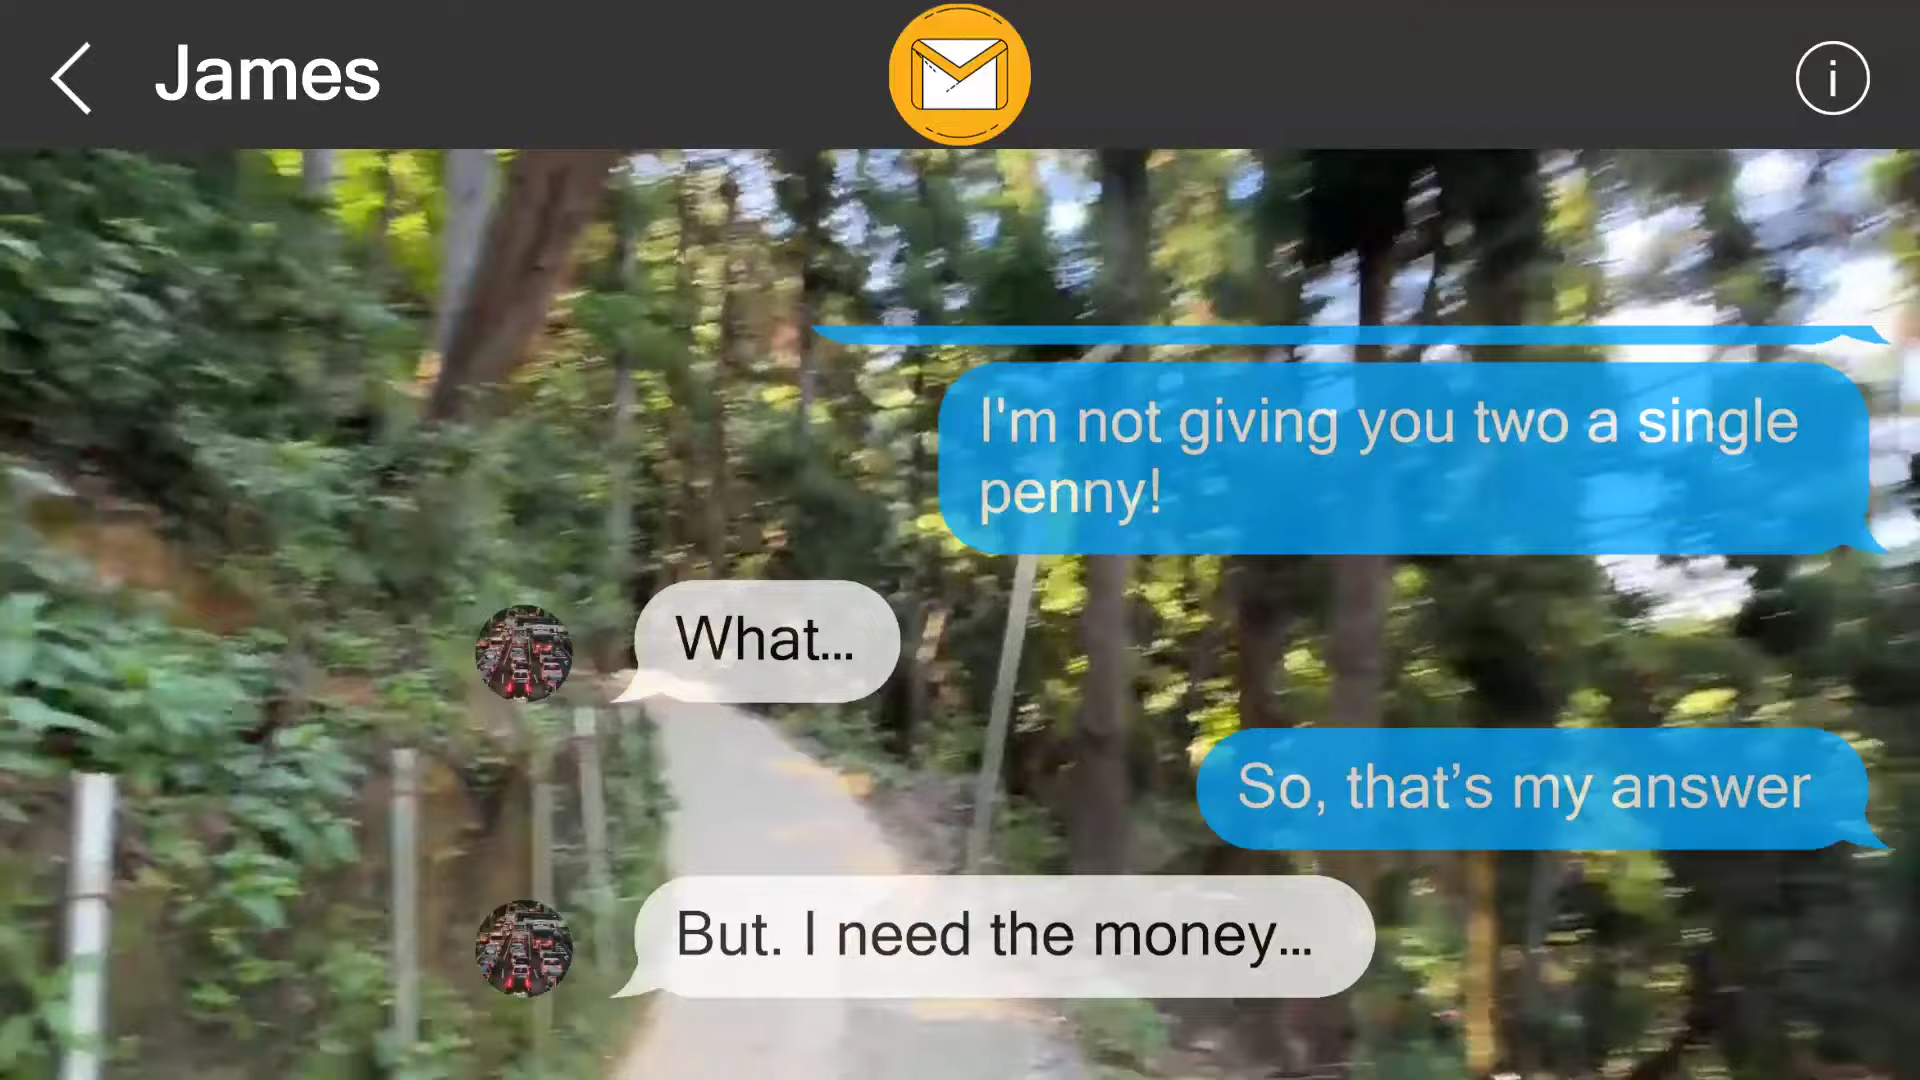 James
I'm not giving you two a single
penny!
What...
So, that’s my answer
But. I need the money...